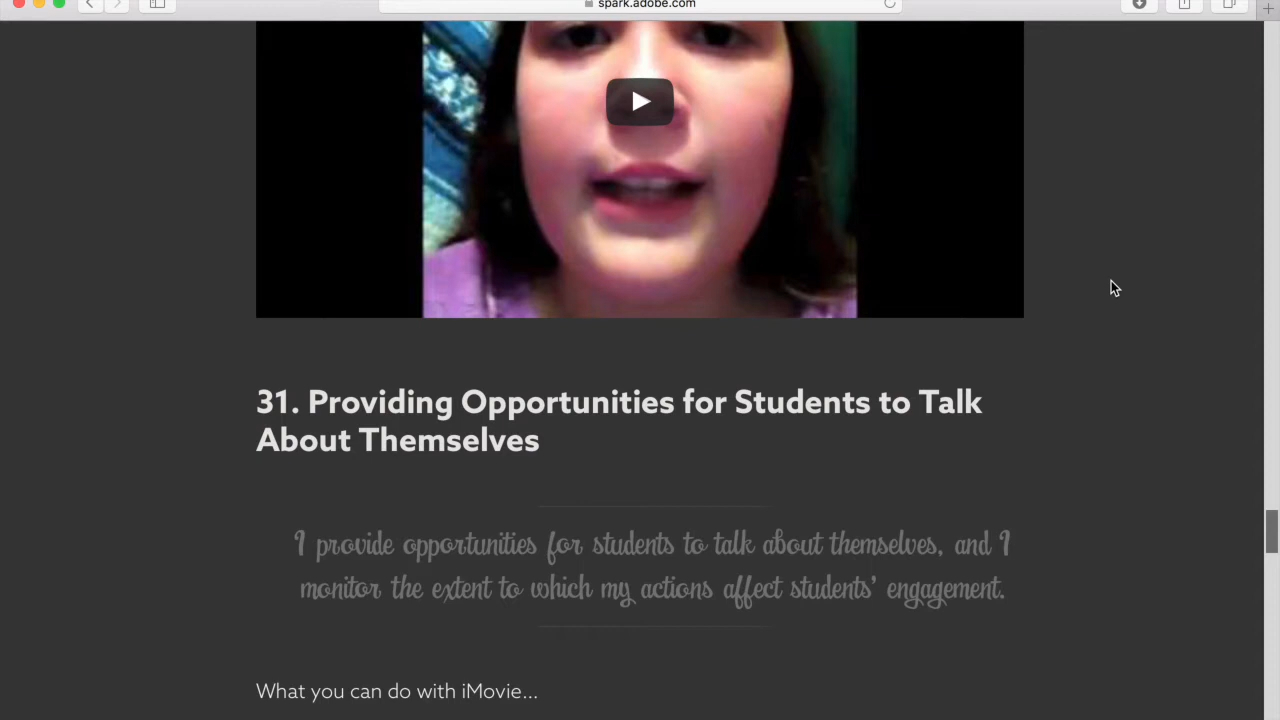 spark.adobe.com
31. Providing Opportunities for Students to Talk
About Themselves
I provide opportunities for students to talk about themselves, and I
monitor the extent to which my actions affect students’ engagement.
What you can do with iMovie...